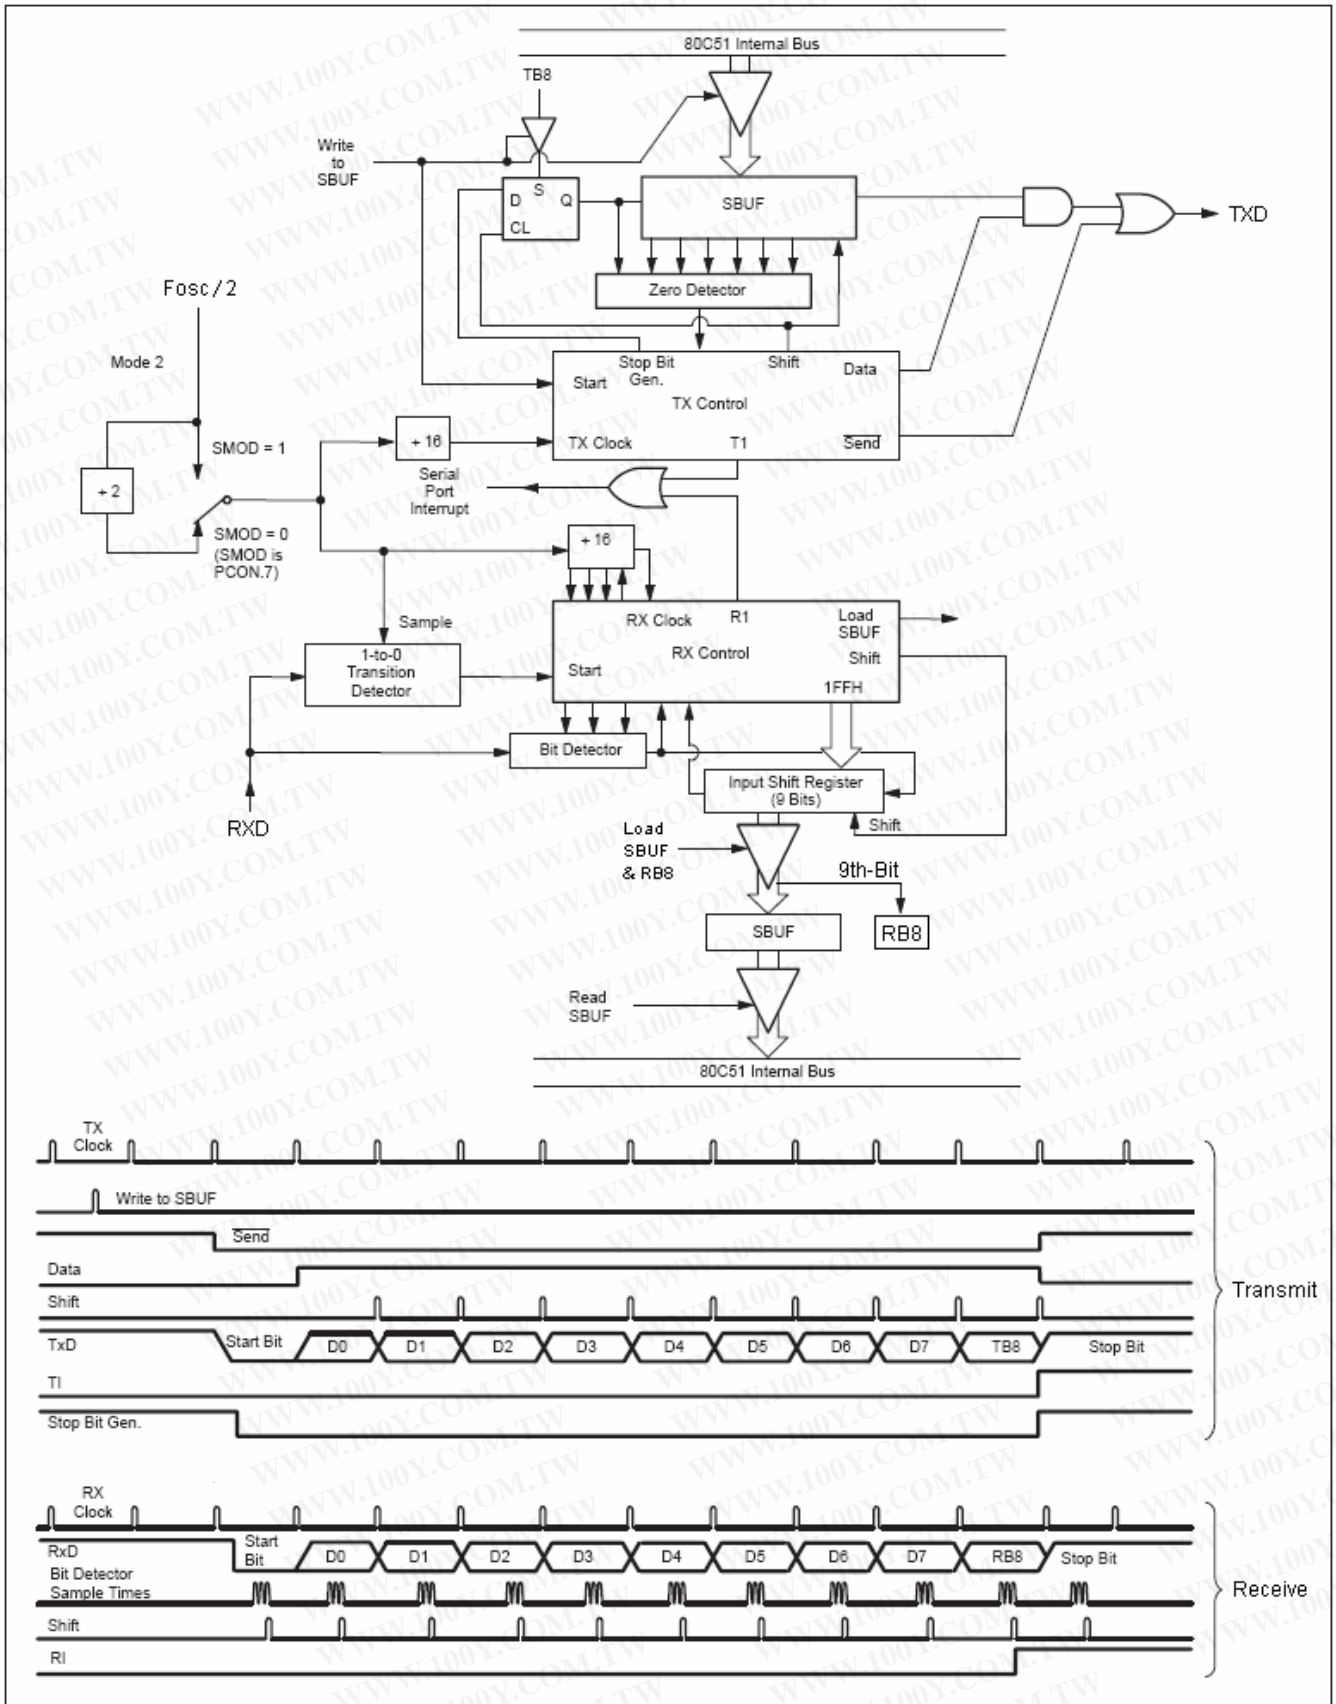 80C51 Internal Bus
TB8
Write
to
SBUF
S
D
Q
CL
SBUF
TXD
Zero Detector
Fosc/2
Mode 2
SMOD = 1
÷ 2
SMOD = 0
(SMOD is
PCON.7)
÷ 16
Stop Bit
Gen.
Shift
Data
Start
TX Control
TX Clock
T1
Send
Serial
Port
Interrupt
÷ 16
Sample
RX Clock
R1
Load
SBUF
RX Control
Shift
Start
1FFH
1-to-0
Transition
Detector
Bit Detector
Input Shift Register
(9 Bits)
Shift
RXD
Load
SBUF
& RB8
9th-Bit
SBUF
RB8
Read
SBUF
80C51 Internal Bus
TX
Clock
Write to SBUF
Send
Data
Shift
TxD
Start Bit
D0
D1
D2
D3
D4
D5
D6
D7
TB8
Stop Bit
TI
Stop Bit Gen.
Transmit
RX
Clock
RxD
Start
Bit
D0
D1
D2
D3
D4
D5
D6
D7
RB8
Stop Bit
Bit Detector
Sample Times
Shift
RI
Receive
WWW.100Y.COM.TW